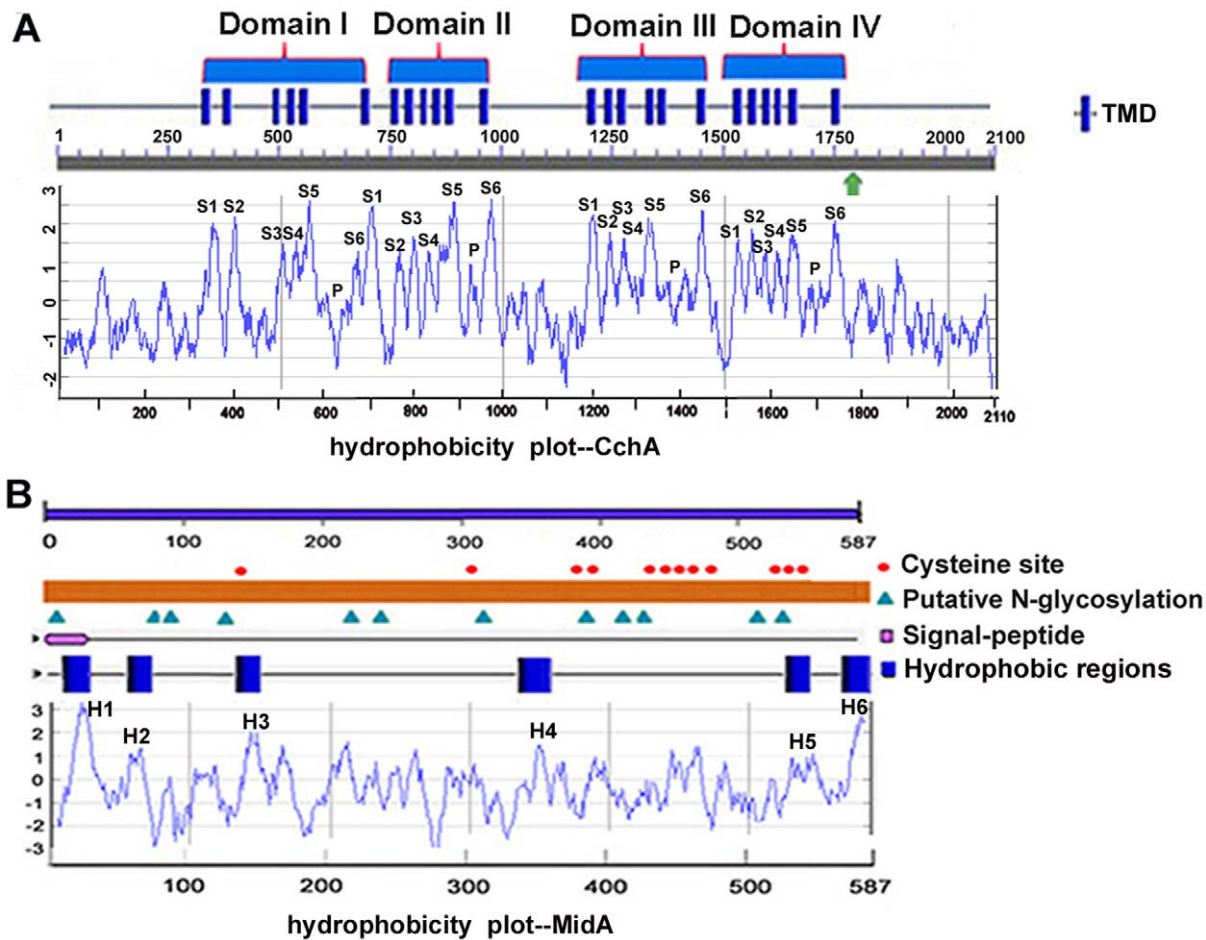 A
Domain I Domain II Domain III Domain IV
TMD
1 250 500 750 1000 1250 1500 1750 2000 2100
3
2
1
0
-1
-2
S1 S2 S3 S4 S5 P S6 S1 S2 S3 S4 S5 P S6 S1 S2 S3 S4 S5 P S6 S1 S2 S3 S4 S5 P S6
200 400 600 800 1000 1200 1400 1600 1800 2000 2110
hydrophobicity plot--CchA
B
0 100 200 300 400 500 587
Cysteine site
Putative N-glycosylation
Signal-peptide
Hydrophobic regions
3
2
1
0
-1
-2
-3
H1 H2 H3 H4 H5 H6
100 200 300 400 500 587
hydrophobicity plot--MidA